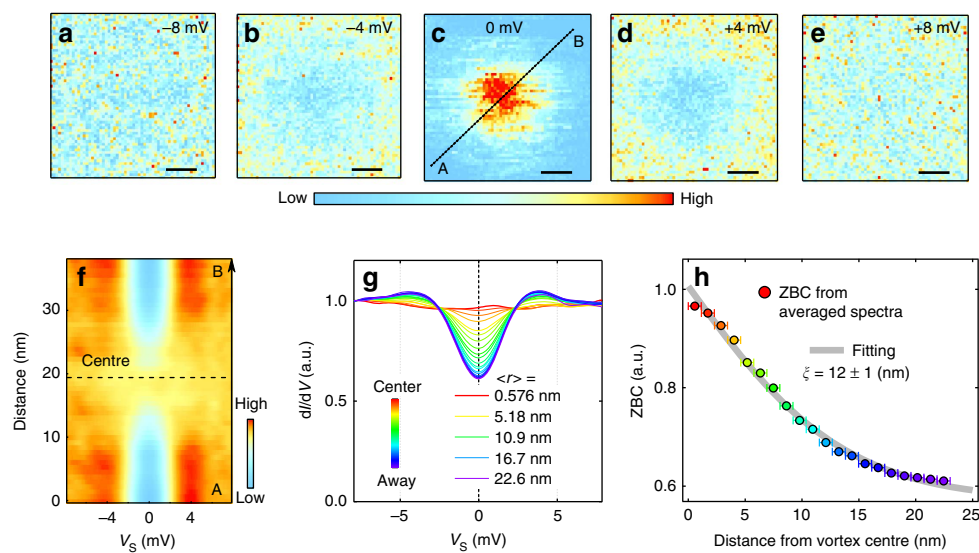 a
−8 mV
b
−4 mV
c
0 mV
B
A
d
+4 mV
e
+8 mV
Low
High
f
B
Centre
A
High
Low
Distance (nm)
30
20
10
0
−4
0
4
V_S (mV)
g
dI/dV (a.u.)
1.0
0.5
0.0
−5
0
5
V_S (mV)
Center
Away
<r> =
0.576 nm
5.18 nm
10.9 nm
16.7 nm
22.6 nm
h
ZBC from
averaged spectra
Fitting
ξ = 12 ± 1 (nm)
ZBC (a.u.)
1.0
0.8
0.6
0
5
10
15
20
25
Distance from vortex centre (nm)